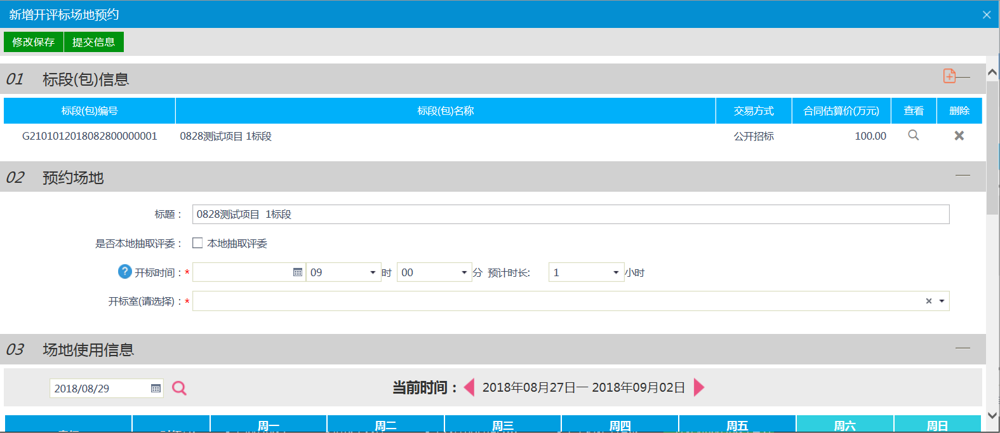 新增开评标场地预约
修改保存 提交信息
01 标段(包)信息
标段(包)编号 标段(包)名称 交易方式 合同估算价(万元) 查看 删除
G2101012018082800000001 0828测试项目 1标段 公开招标 100.00
02 预约场地
标题：0828测试项目 1标段
是否本地抽取评委： 本地抽取评委
? 开标时间：* 09 时 00 分 预计时长: 1 小时
开标室(请选择)：*
03 场地使用信息
2018/08/29 当前时间： 2018年08月27日一 2018年09月02日
周一 周二 周三 周四 周五 周六 周日